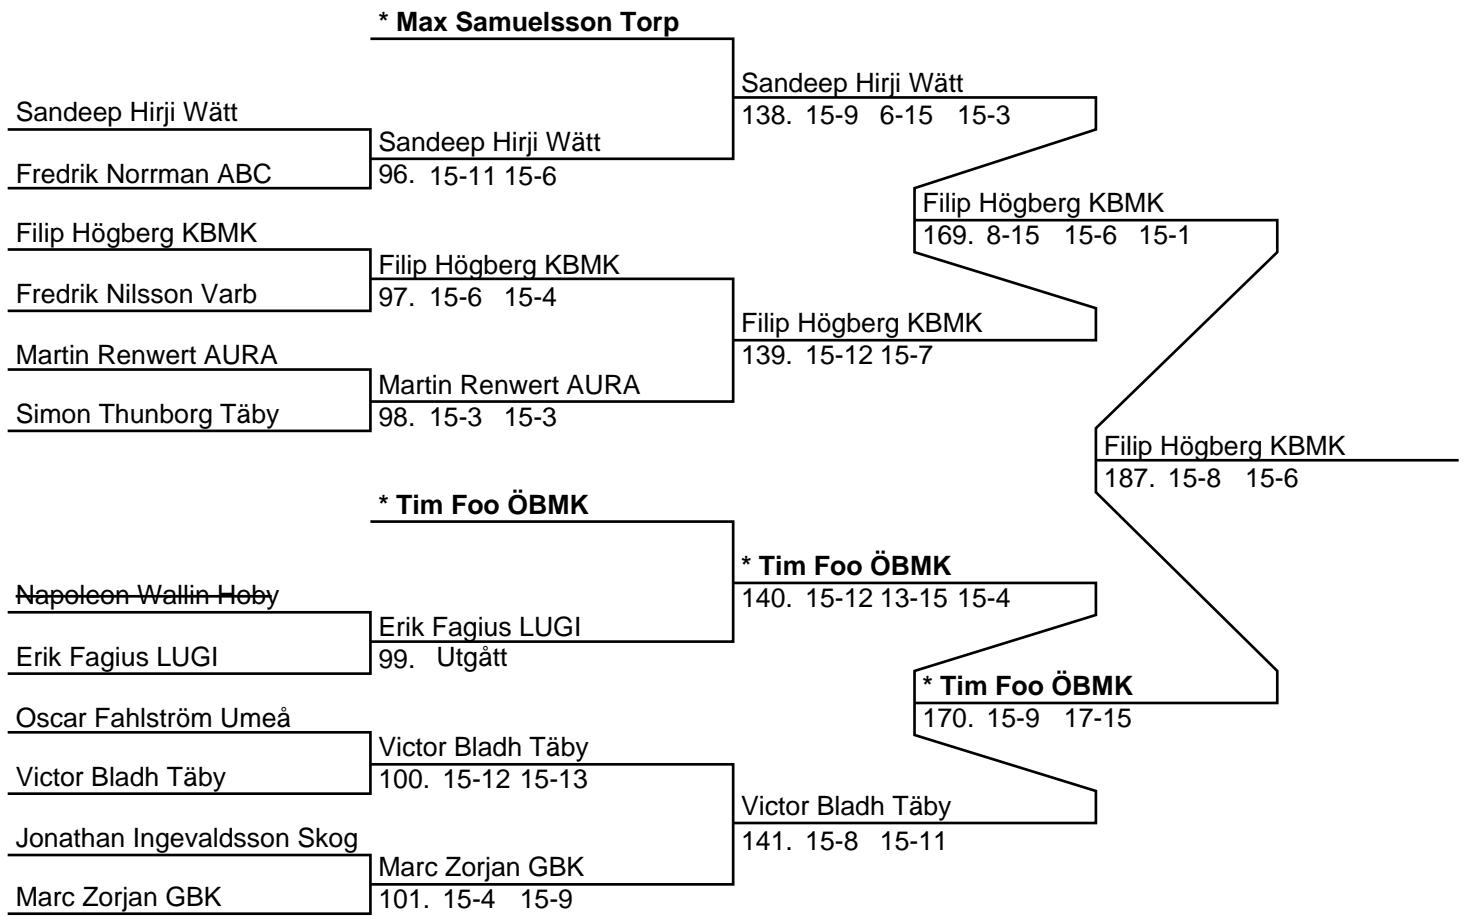 * Max Samuelsson Torp
Sandeep Hirji Wätt
138. 15-9 6-15 15-3
Sandeep Hirji Wätt
Sandeep Hirji Wätt
96. 15-11 15-6
Fredrik Norrman ABC
Filip Högberg KBMK
169. 8-15 15-6 15-1
Filip Högberg KBMK
Filip Högberg KBMK
97. 15-6 15-4
Fredrik Nilsson Varb
Filip Högberg KBMK
139. 15-12 15-7
Martin Renwert AURA
Martin Renwert AURA
98. 15-3 15-3
Simon Thunborg Täby
Filip Högberg KBMK
187. 15-8 15-6
* Tim Foo ÖBMK
* Tim Foo ÖBMK
140. 15-12 13-15 15-4
Napoleon Wallin Hoby
Erik Fagius LUGI
99. Utgått
Erik Fagius LUGI
* Tim Foo ÖBMK
170. 15-9 17-15
Oscar Fahlström Umeå
Victor Bladh Täby
100. 15-12 15-13
Victor Bladh Täby
Victor Bladh Täby
141. 15-8 15-11
Jonathan Ingevaldsson Skog
Marc Zorjan GBK
101. 15-4 15-9
Marc Zorjan GBK